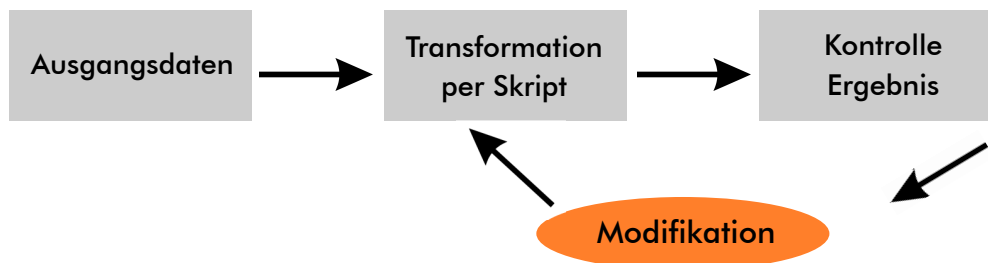 Ausgangsdaten
Transformation
per Skript
Kontrolle
Ergebnis
Modifikation